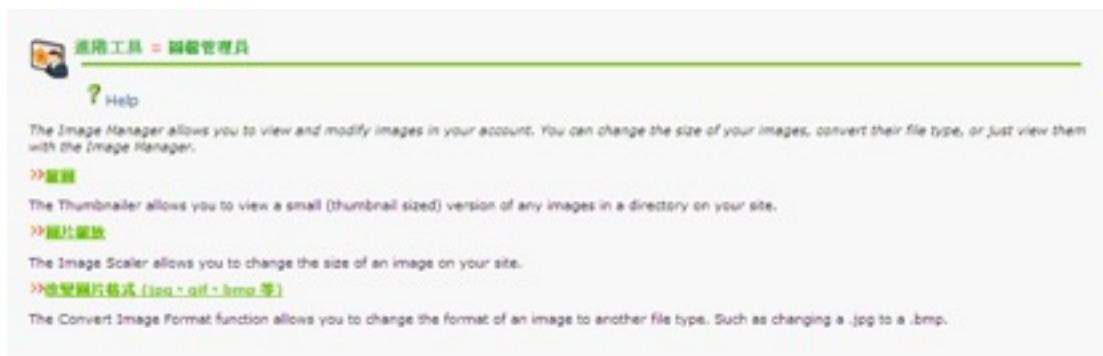 進階工具 = 圖檔管理員
? Help
The Image Manager allows you to view and modify images in your account. You can change the size of your images, convert their file type, or just view them
with the Image Manager.
»縮圖
The Thumbnailer allows you to view a small (thumbnail sized) version of any images in a directory on your site.
»圖片縮放
The Image Scaler allows you to change the size of an image on your site.
»改變圖片格式 (jpg、gif、bmp 等)
The Convert Image Format function allows you to change the format of an image to another file type. Such as changing a .jpg to a .bmp.